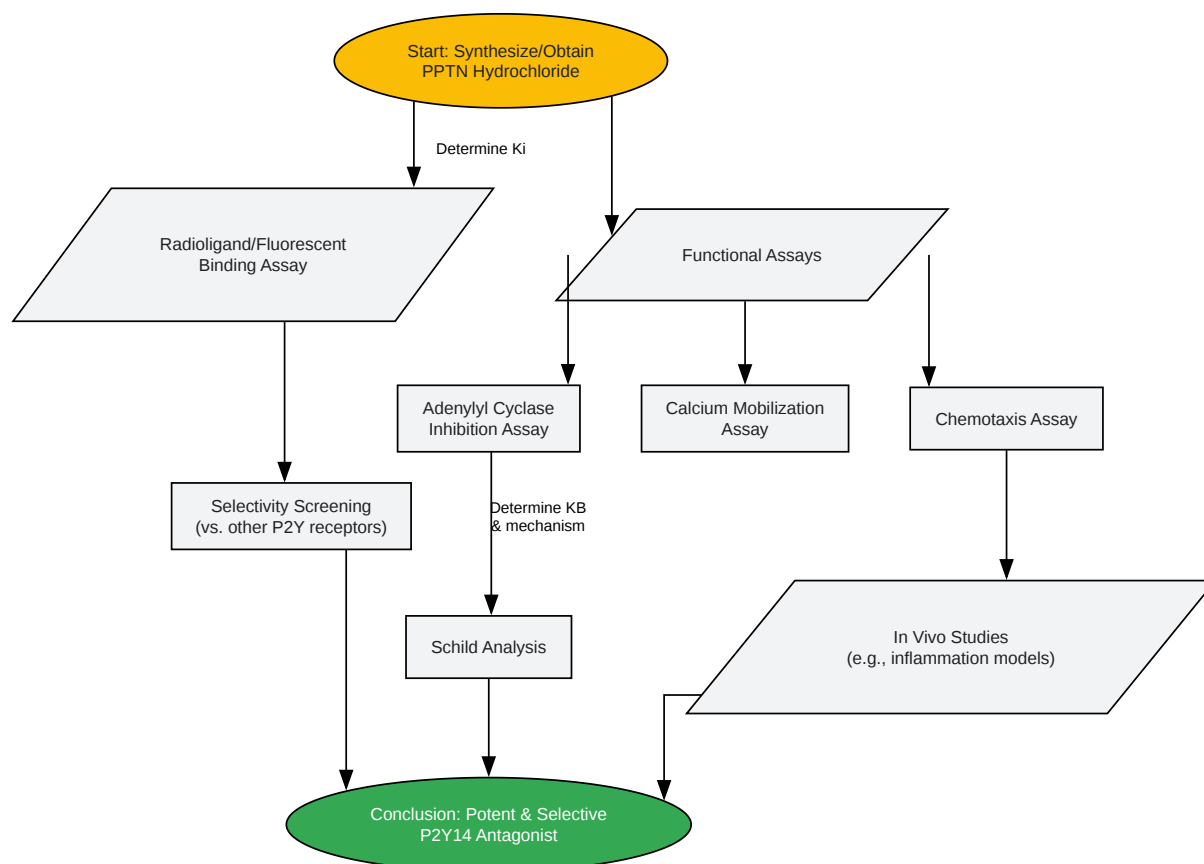 Start: Synthesize/Obtain
PPTN Hydrochloride
Determine Ki
Radioligand/Fluorescent
Binding Assay
Functional Assays
Adenylyl Cyclase
Inhibition Assay
Calcium Mobilization
Assay
Chemotaxis Assay
Selectivity Screening
(vs. other P2Y receptors)
Determine KB
& mechanism
Schild Analysis
In Vivo Studies
(e.g., inflammation models)
Conclusion: Potent & Selective
P2Y14 Antagonist